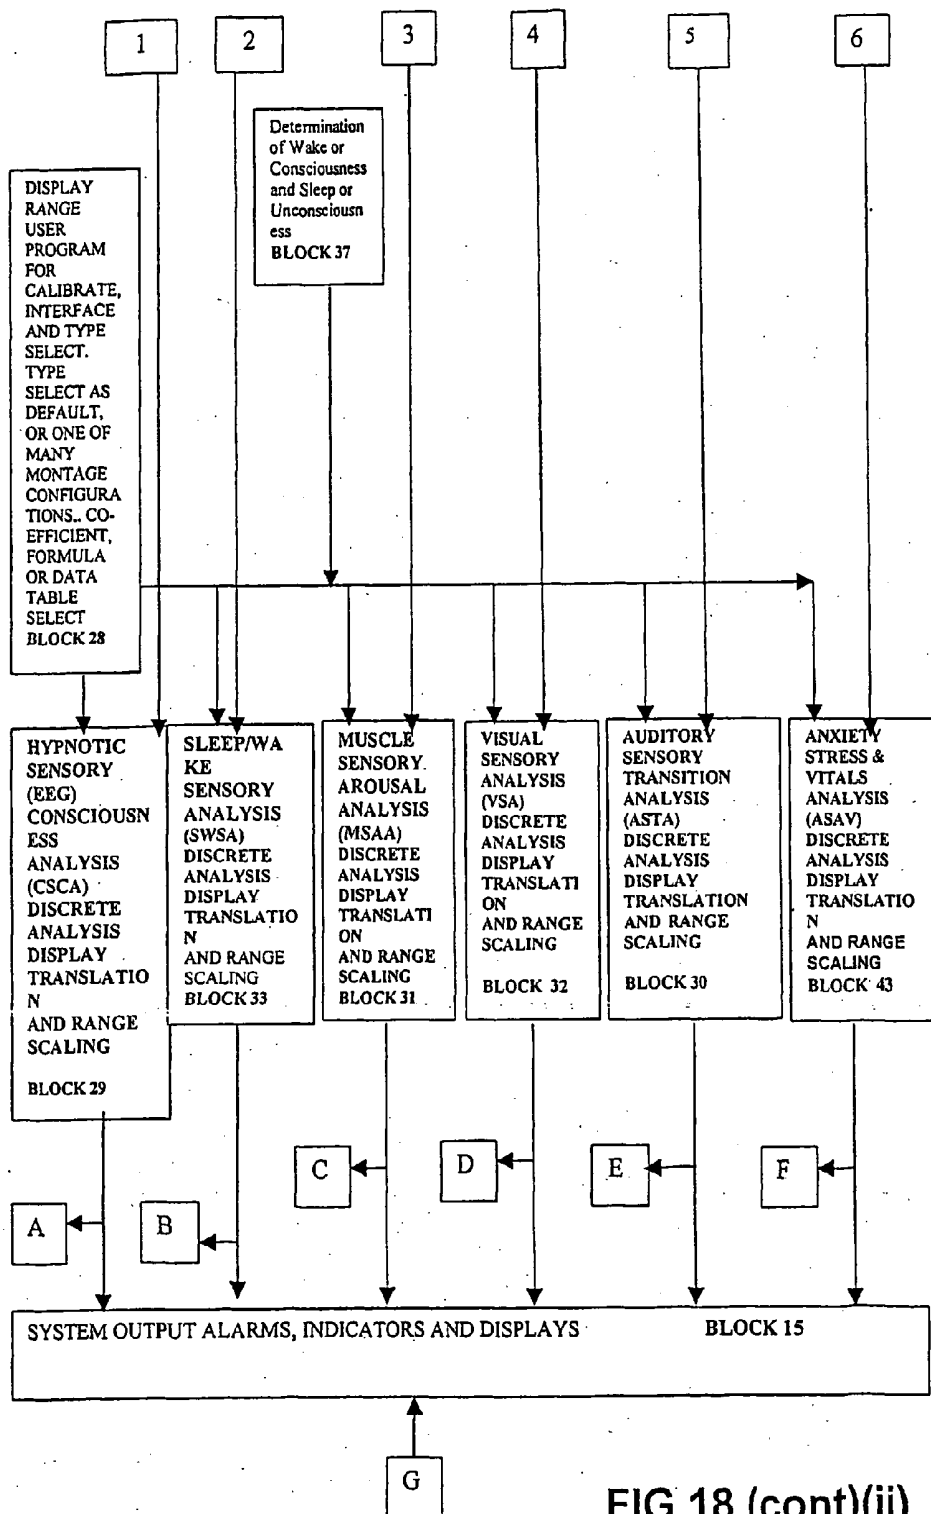 1
2
3
4
5
6
Determination
of Wake or
Consciousness
and Sleep or
Unconsciousn
ess
BLOCK 37
DISPLAY
RANGE
USER
PROGRAM
FOR
CALIBRATE,
INTERFACE
AND TYPE
SELECT.
TYPE
SELECT AS
DEFAULT,
OR ONE OF
MANY
MONTAGE
CONFIGURA
TIONS.. CO-
EFFICIENT,
FORMULA
OR DATA
TABLE
SELECT
BLOCK 28
HYPNOTIC
SENSORY
(EEG)
CONSCIOUSN
ESS
ANALYSIS
(CSCA)
DISCRETE
ANALYSIS
DISPLAY
TRANSLATIO
N
AND RANGE
SCALING
BLOCK 29
SLEEP/WA
KE
SENSORY
ANALYSIS
(SWSA)
DISCRETE
ANALYSIS
DISPLAY
TRANSLATIO
N
AND RANGE
SCALING
BLOCK 33
MUSCLE
SENSORY.
AROUSAL
ANALYSIS
(MSAA)
DISCRETE
ANALYSIS
DISPLAY
TRANSLATI
ON
AND RANGE
SCALING
BLOCK 31
VISUAL
SENSORY
ANALYSIS
(VSA)
DISCRETE
ANALYSIS
DISPLAY
TRANSLATI
ON
AND RANGE
SCALING
BLOCK 32
AUDITORY
SENSORY
TRANSITION
ANALYSIS
(ASTA)
DISCRETE
ANALYSIS
DISPLAY
TRANSLATION
AND RANGE
SCALING
BLOCK 30
ANXIETY
STRESS &
VITALS
ANALYSIS
(ASAV)
DISCRETE
ANALYSIS
DISPLAY
TRANSLATIO
N
AND RANGE
SCALING
BLOCK 43
A
B
C
D
E
F
SYSTEM OUTPUT ALARMS, INDICATORS AND DISPLAYS BLOCK 15
G
FIG 18 (cont)(ii)